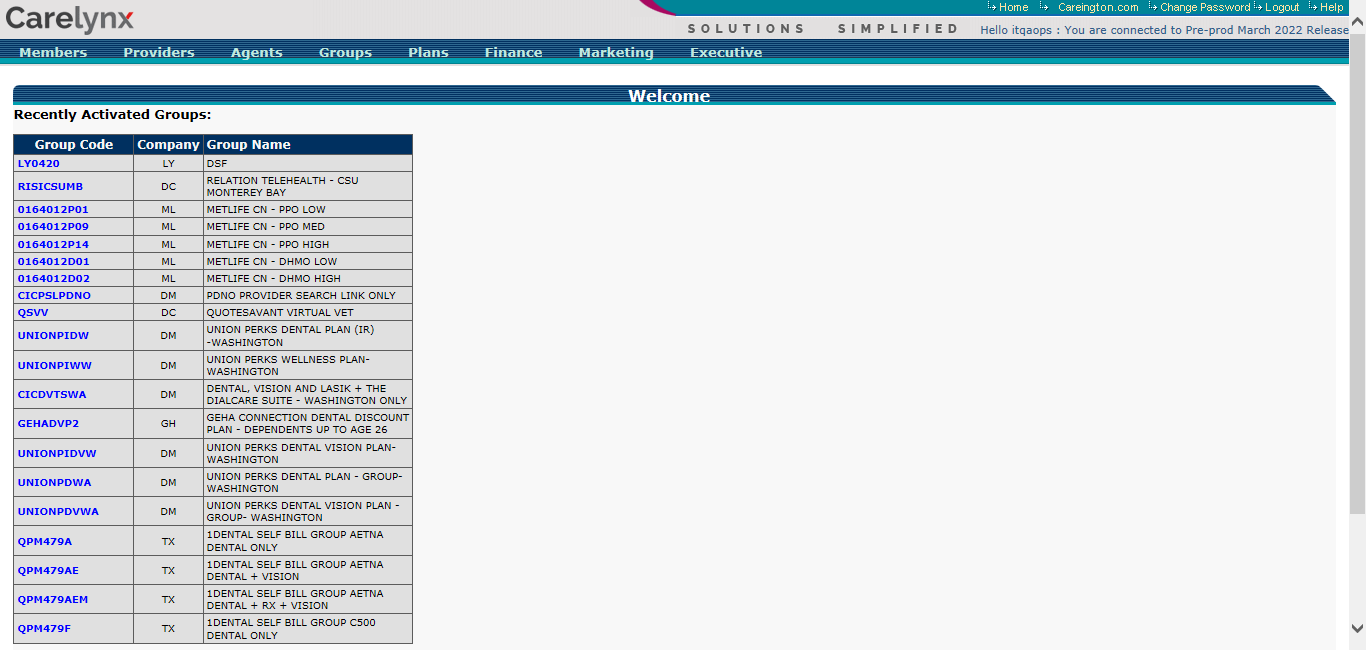 Carelynx
Home Careington.com Change Password Logout Help
SOLUTIONS SIMPLIFIED
Hello itqaops : You are connected to Pre-prod March 2022 Release
Members Providers Agents Groups Plans Finance Marketing Executive
Welcome
Recently Activated Groups:
Group Code Company Group Name
LY0420 LY DSF
RISICSUMB DC RELATION TELEHEALTH - CSU
MONTEREY BAY
0164012P01 ML METLIFE CN - PPO LOW
0164012P09 ML METLIFE CN - PPO MED
0164012P14 ML METLIFE CN - PPO HIGH
0164012D01 ML METLIFE CN - DHMO LOW
0164012D02 ML METLIFE CN - DHMO HIGH
CICPSLPDNO DM PDNO PROVIDER SEARCH LINK ONLY
QSVV DC QUOTESAVANT VIRTUAL VET
UNIONPIDW DM UNION PERKS DENTAL PLAN (IR)
-WASHINGTON
UNIONPIWW DM UNION PERKS WELLNESS PLAN-
WASHINGTON
CICDVTSWA DM DENTAL, VISION AND LASIK + THE
DIALCARE SUITE - WASHINGTON ONLY
GEHADVP2 GH GEHA CONNECTION DENTAL DISCOUNT
PLAN - DEPENDENTS UP TO AGE 26
UNIONPIDVW DM UNION PERKS DENTAL VISION PLAN-
WASHINGTON
UNIONPDWA DM UNION PERKS DENTAL PLAN - GROUP-
WASHINGTON
UNIONPDVWA DM UNION PERKS DENTAL VISION PLAN -
GROUP- WASHINGTON
QPM479A TX 1DENTAL SELF BILL GROUP AETNA
DENTAL ONLY
QPM479AE TX 1DENTAL SELF BILL GROUP AETNA
DENTAL + VISION
QPM479AEM TX 1DENTAL SELF BILL GROUP AETNA
DENTAL + RX + VISION
QPM479F TX 1DENTAL SELF BILL GROUP C500
DENTAL ONLY